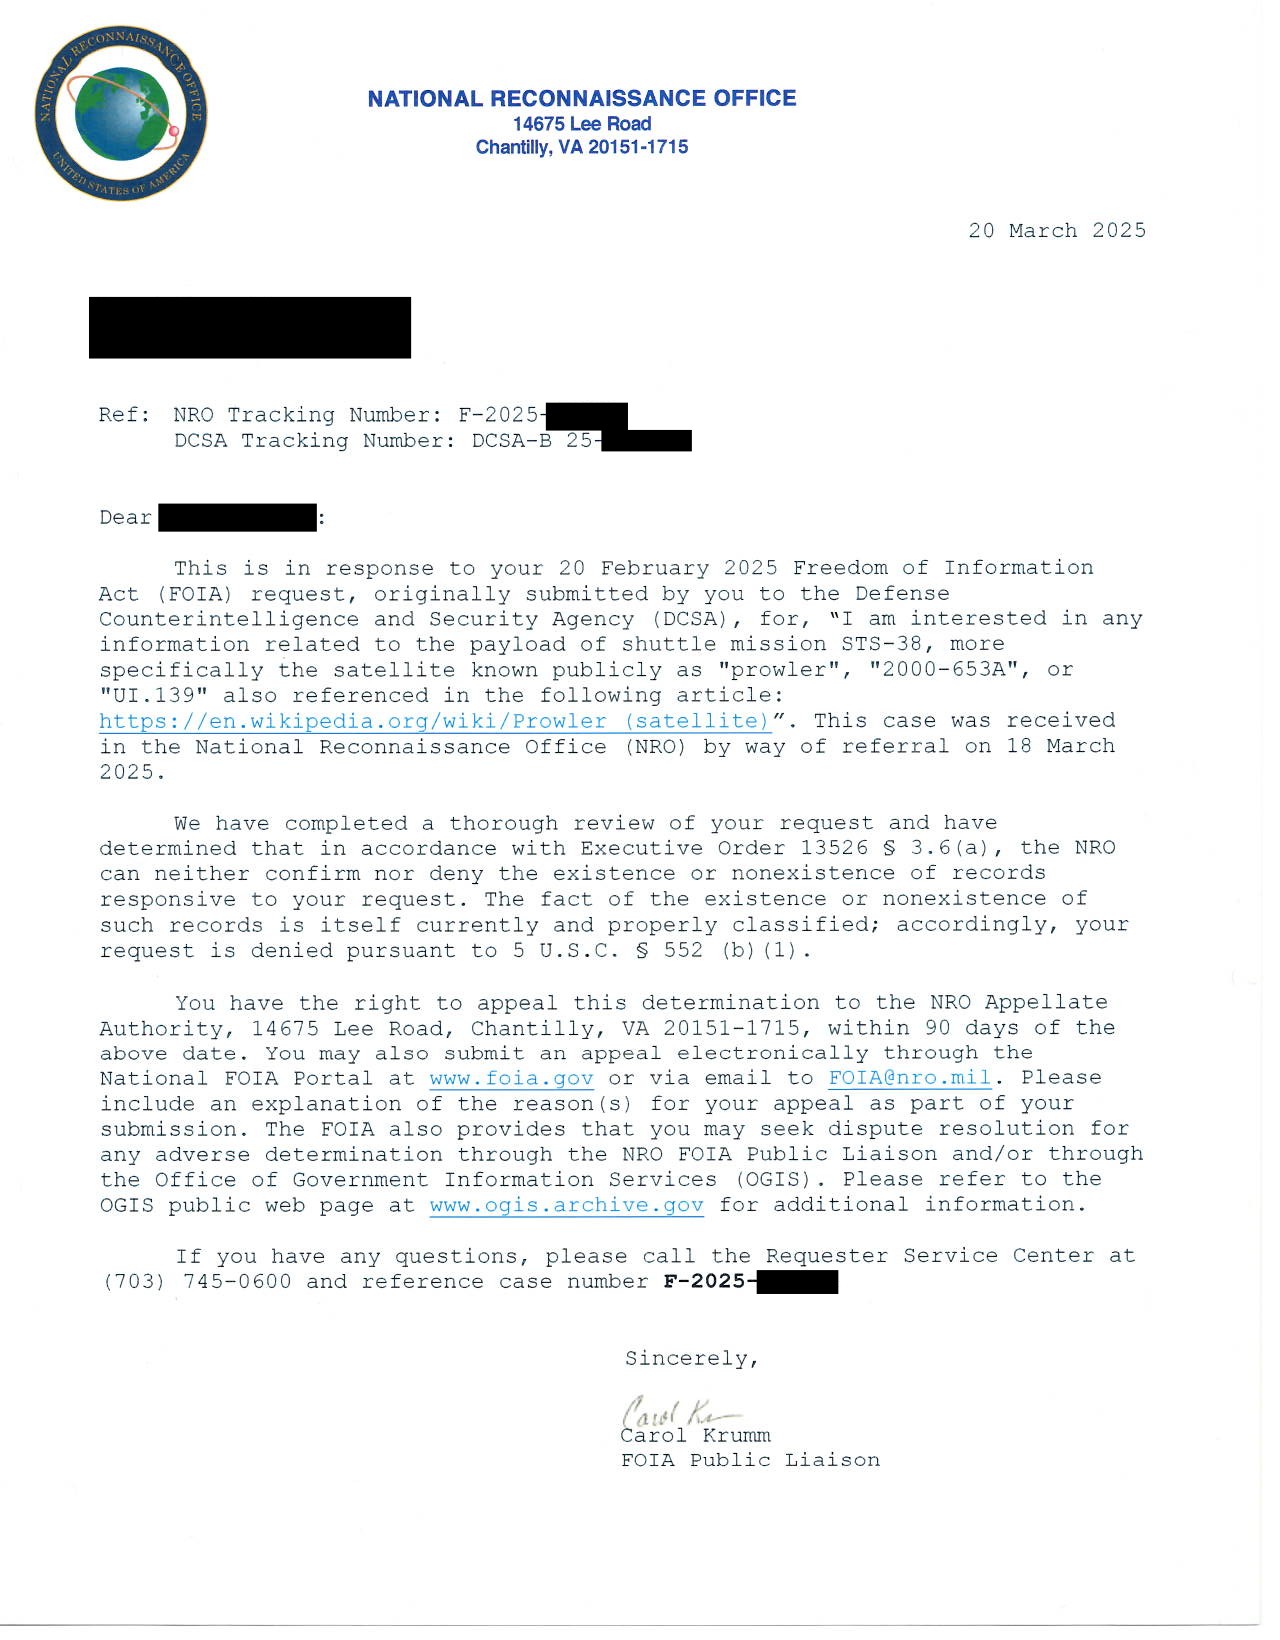 NATIONAL RECONNAISSANCE OFFICE
UNITED STATES OF AMERICA
NATIONAL RECONNAISSANCE OFFICE
14675 Lee Road
Chantilly, VA 20151-1715
20 March 2025
Ref: NRO Tracking Number: F-2025-
DCSA Tracking Number: DCSA-B 25-
Dear :
This is in response to your 20 February 2025 Freedom of Information
Act (FOIA) request, originally submitted by you to the Defense
Counterintelligence and Security Agency (DCSA), for, “I am interested in any
information related to the payload of shuttle mission STS-38, more
specifically the satellite known publicly as "prowler", "2000-653A", or
"UI.139" also referenced in the following article:
https://en.wikipedia.org/wiki/Prowler (satellite)”. This case was received
in the National Reconnaissance Office (NRO) by way of referral on 18 March
2025.
We have completed a thorough review of your request and have
determined that in accordance with Executive Order 13526 § 3.6(a), the NRO
can neither confirm nor deny the existence or nonexistence of records
responsive to your request. The fact of the existence or nonexistence of
such records is itself currently and properly classified; accordingly, your
request is denied pursuant to 5 U.S.C. § 552 (b)(1).
You have the right to appeal this determination to the NRO Appellate
Authority, 14675 Lee Road, Chantilly, VA 20151-1715, within 90 days of the
above date. You may also submit an appeal electronically through the
National FOIA Portal at www.foia.gov or via email to FOIA@nro.mil. Please
include an explanation of the reason(s) for your appeal as part of your
submission. The FOIA also provides that you may seek dispute resolution for
any adverse determination through the NRO FOIA Public Liaison and/or through
the Office of Government Information Services (OGIS). Please refer to the
OGIS public web page at www.ogis.archive.gov for additional information.
If you have any questions, please call the Requester Service Center at
(703) 745-0600 and reference case number F-2025-
Sincerely,
Carol K
Carol Krumm
FOIA Public Liaison